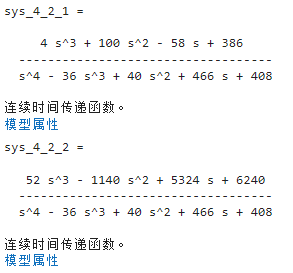 sys_4_2_1 =
4 s^3 + 100 s^2 - 58 s + 386
---------------------------------
s^4 - 36 s^3 + 40 s^2 + 466 s + 408
连续时间传递函数。
模型属性
sys_4_2_2 =
52 s^3 - 1140 s^2 + 5324 s + 6240
---------------------------------
s^4 - 36 s^3 + 40 s^2 + 466 s + 408
连续时间传递函数。
模型属性